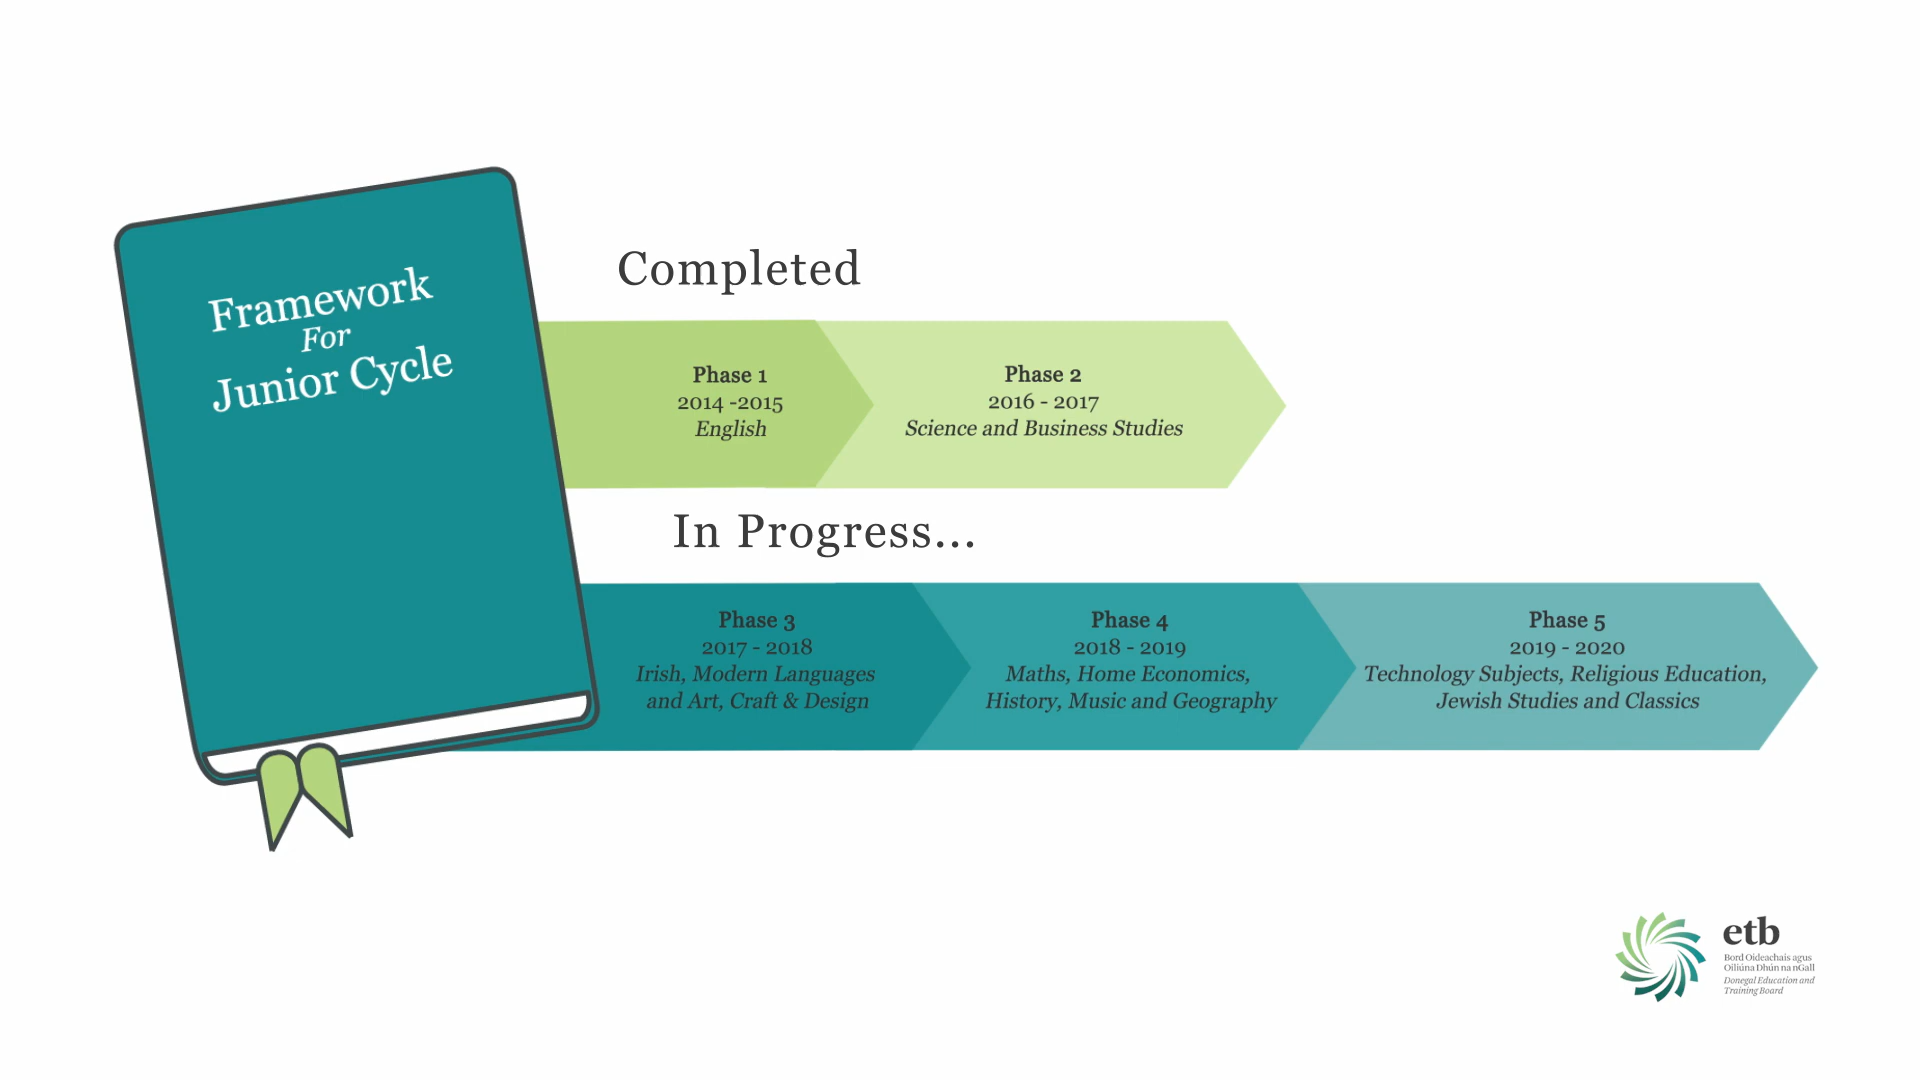 Framework
For
Junior Cycle
Completed
Phase 1
2014 -2015
English
Phase 2
2016 - 2017
Science and Business Studies
In Progress...
Phase 3
2017 - 2018
Irish, Modern Languages
and Art, Craft & Design
Phase 4
2018 - 2019
Maths, Home Economics,
History, Music and Geography
Phase 5
2019 - 2020
Technology Subjects, Religious Education,
Jewish Studies and Classics
etb
Bord Oideachais agus
Oiliúna Dhún na nGall
Donegal Education and
Training Board